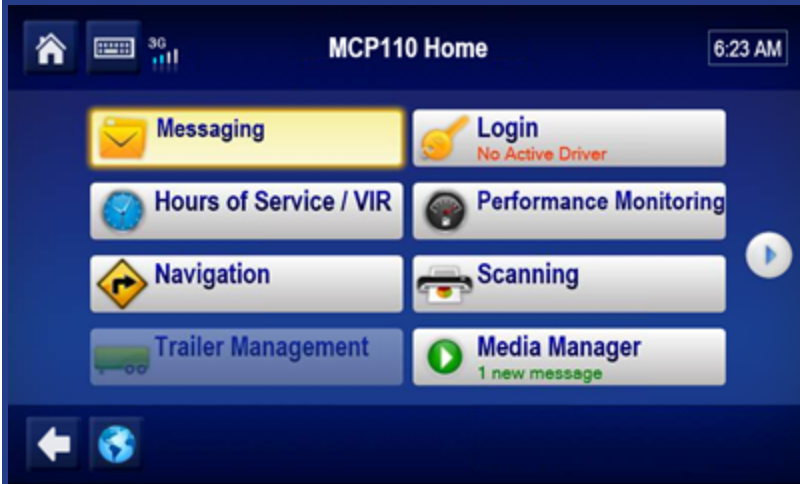 3G
MCP110 Home
6:23 AM
Messaging
Login
No Active Driver
Hours of Service / VIR
Performance Monitoring
Navigation
Scanning
Trailer Management
Media Manager
1 new message